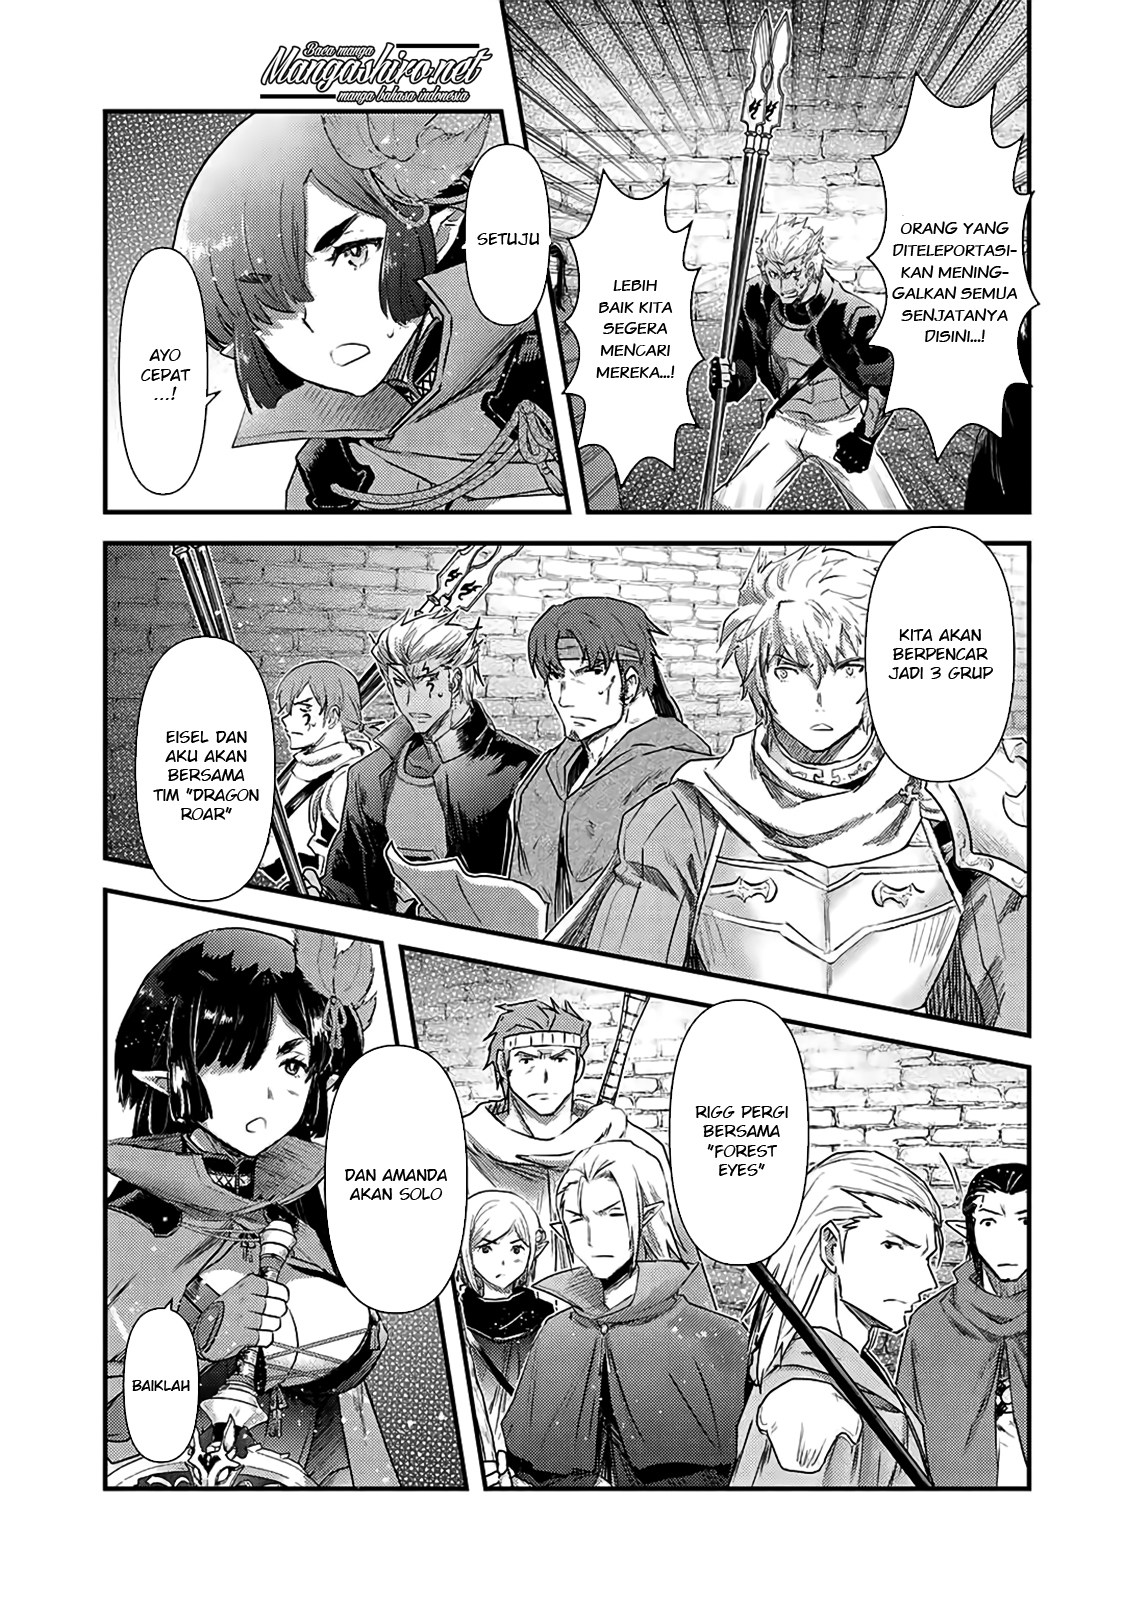 Baca manga
Mangashiro.net
manga bahasa indonesia
ORANG YANG
DITELEPORTASI-
KAN MENING-
GALKAN SEMUA
SENJATANYA
DISINI...!
LEBIH
BAIK KITA
SEGERA
MENCARI
MEREKA...!
SETUJU
AYO
CEPAT
...!
KITA AKAN
BERPENCAR
JADI 3 GRUP
EISEL DAN
AKU AKAN
BERSAMA
TIM "DRAGON
ROAR"
RIGG PERGI
BERSAMA
"FOREST
EYES"
DAN AMANDA
AKAN SOLO
BAIKLAH